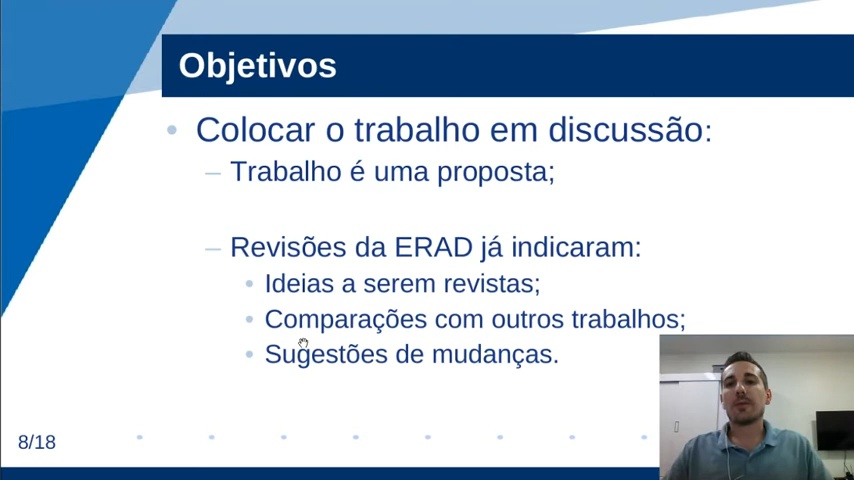 Objetivos
• Colocar o trabalho em discussão:
– Trabalho é uma proposta;
– Revisões da ERAD já indicaram:
• Ideias a serem revistas;
• Comparações com outros trabalhos;
• Sugestões de mudanças.
8/18